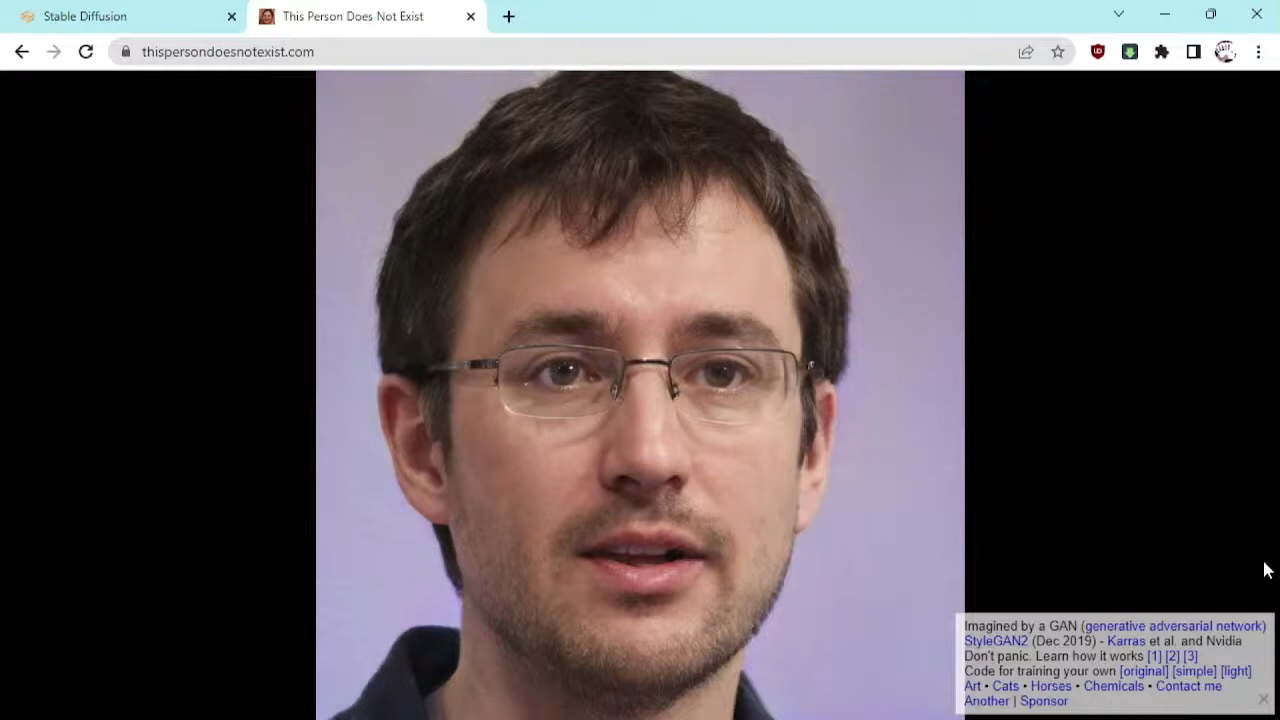 Stable Diffusion
This Person Does Not Exist
thispersondoesnotexist.com
Imagined by a GAN (generative adversarial network)
StyleGAN2 (Dec 2019) - Karras et al. and Nvidia
Don't panic. Learn how it works [1] [2] [3]
Code for training your own [original] [simple] [light]
Art • Cats • Horses • Chemicals • Contact me
Another | Sponsor